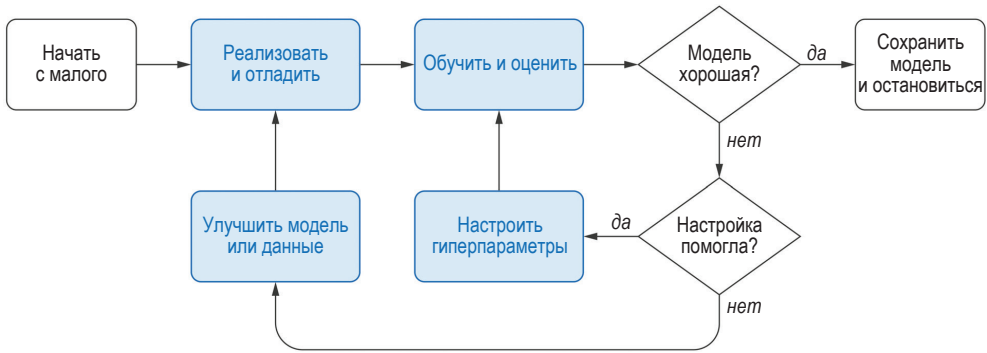 Начать
с малого
Реализовать
и отладить
Обучить и оценить
Модель
хорошая?
да
Сохранить
модель
и остановиться
нет
Улучшить модель
или данные
Настроить
гиперпараметры
да
Настройка
помогла?
нет